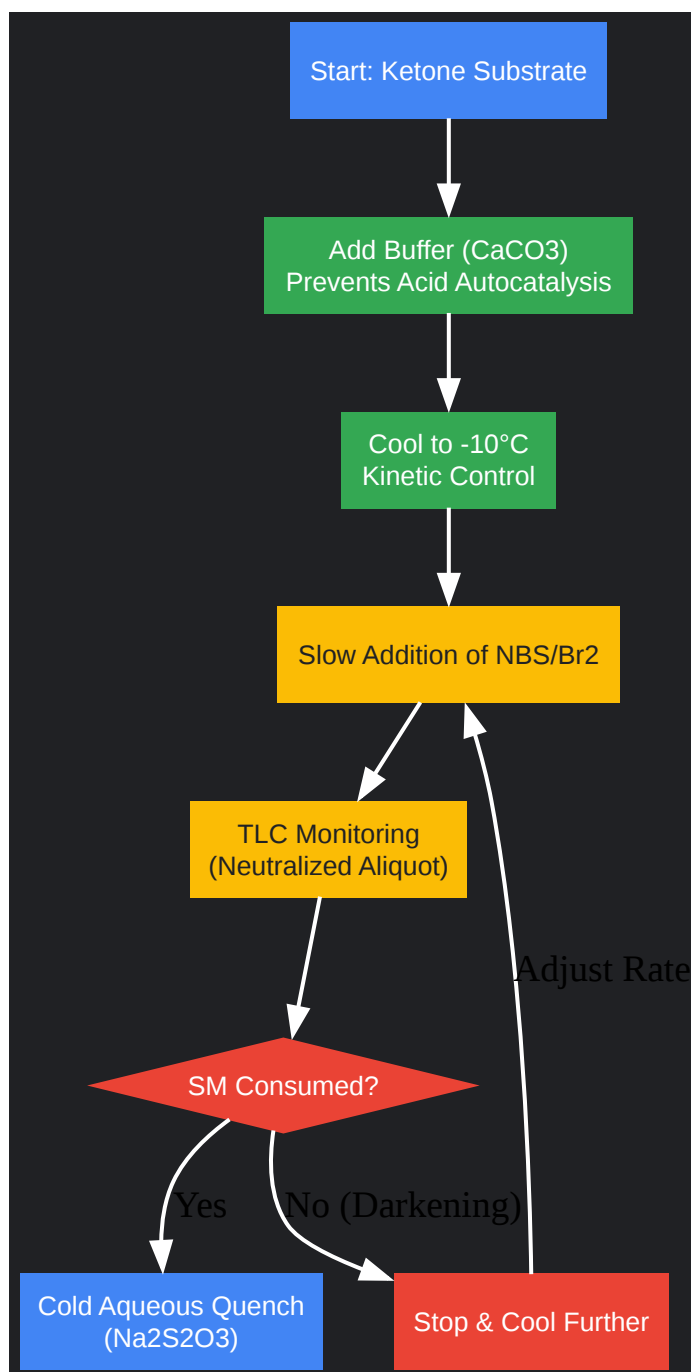 Start: Ketone Substrate
Add Buffer (CaCO3)
Prevents Acid Autocatalysis
Cool to -10°C
Kinetic Control
Slow Addition of NBS/Br2
TLC Monitoring
(Neutralized Aliquot)
Adjust Rate
SM Consumed?
Yes
No (Darkening)
Cold Aqueous Quench
(Na2S2O3)
Stop & Cool Further